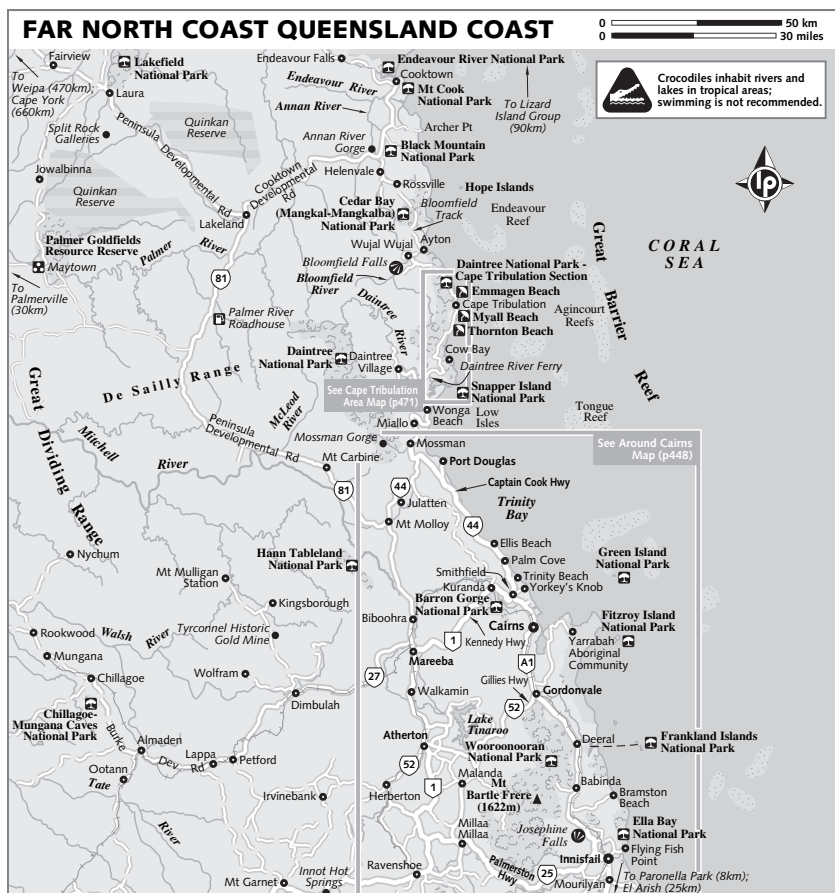 FAR NORTH COAST QUEENSLAND COAST
0 50 km
0 30 miles
Crocodiles inhabit rivers and
lakes in tropical areas;
swimming is not recommended.
Fairview
Lakefield
National Park
Endeavour Falls
Endeavour River National Park
Endeavour River
Cooktown
Mt Cook
National Park
To
Weipa (470km);
Cape York
(660km)
Laura
Annan River
To Lizard
Island Group
(90km)
Split Rock
Galleries
Quinkan
Reserve
Archer Pt
Annan River
Gorge
Black Mountain
National Park
Peninsula Developmental Rd
Jowalbinna
Helenvale
Cooktown Developmental Rd
Rossville
Quinkan
Reserve
Hope Islands
Cedar Bay
(Mangkal-Mangkalba)
National Park
Bloomfield
Track
Endeavour
Reef
lp
Lakeland
Palmer Goldfields
Resource Reserve
Palmer River
Wujal Wujal
Ayton
Great Barrier Reef
CORAL
SEA
Maytown
Bloomfield Falls
Bloomfield
River
Daintree National Park -
Cape Tribulation Section
81
Emmagen Beach
To
Palmerville
(30km)
Daintree River
Cape Tribulation
Agincourt
Reefs
Palmer River
Roadhouse
Myall Beach
Thornton Beach
Daintree
National Park
Daintree
Village
Cow Bay
Daintree River Ferry
Great Dividing Range
De Sailly Range
See Cape Tribulation
Area Map (p471)
Snapper Island
National Park
McLeod
River
Wonga
Beach
Low
Isles
Tongue
Reef
Mitchell River
Peninsula
Developmental Rd
Miallo
Mossman Gorge
Mossman
See Around Cairns
Map (p448)
Mt Carbine
Port Douglas
81
44
Captain Cook Hwy
Julatten
Trinity
Bay
Mt Molloy
44
Ellis Beach
Nychum
Hann Tableland
National Park
Palm Cove
Green Island
National Park
Mt Mulligan
Station
Smithfield
Trinity Beach
Kuranda
Yorkey's Knob
Kingsborough
Barron Gorge
National Park
Fitzroy Island
National Park
Biboohra
Cairns
Rookwood
Walsh River
Tyrconnel Historic
Gold Mine
1
Kennedy Hwy
Yarrabah
Aboriginal
Community
Mungana
Mareeba
A1
Chillagoe
Wolfram
27
Gillies Hwy
Dimbulah
Walkamin
52
Gordonvale
Chillagoe-
Mungana Caves
National Park
Lake
Tinaroo
Burke Dev Rd
Almaden
Atherton
Wooroonooran
National Park
Deeral
Frankland Islands
National Park
Lappa
Petford
52
Ootann
Malanda
Babinda
Tate River
Irvinebank
Herberton
1
Mt
Bartle Frere
(1622m)
Bramston
Beach
Millaa
Millaa
Josephine
Falls
Ella Bay
National Park
Innisfail
Flying Fish
Point
Innot Hot
Springs
Ravenshoe
Palmerston
Hwy
25
Mt Garnet
Mourilyan
To Paronella Park (8km);
El Arish (25km)